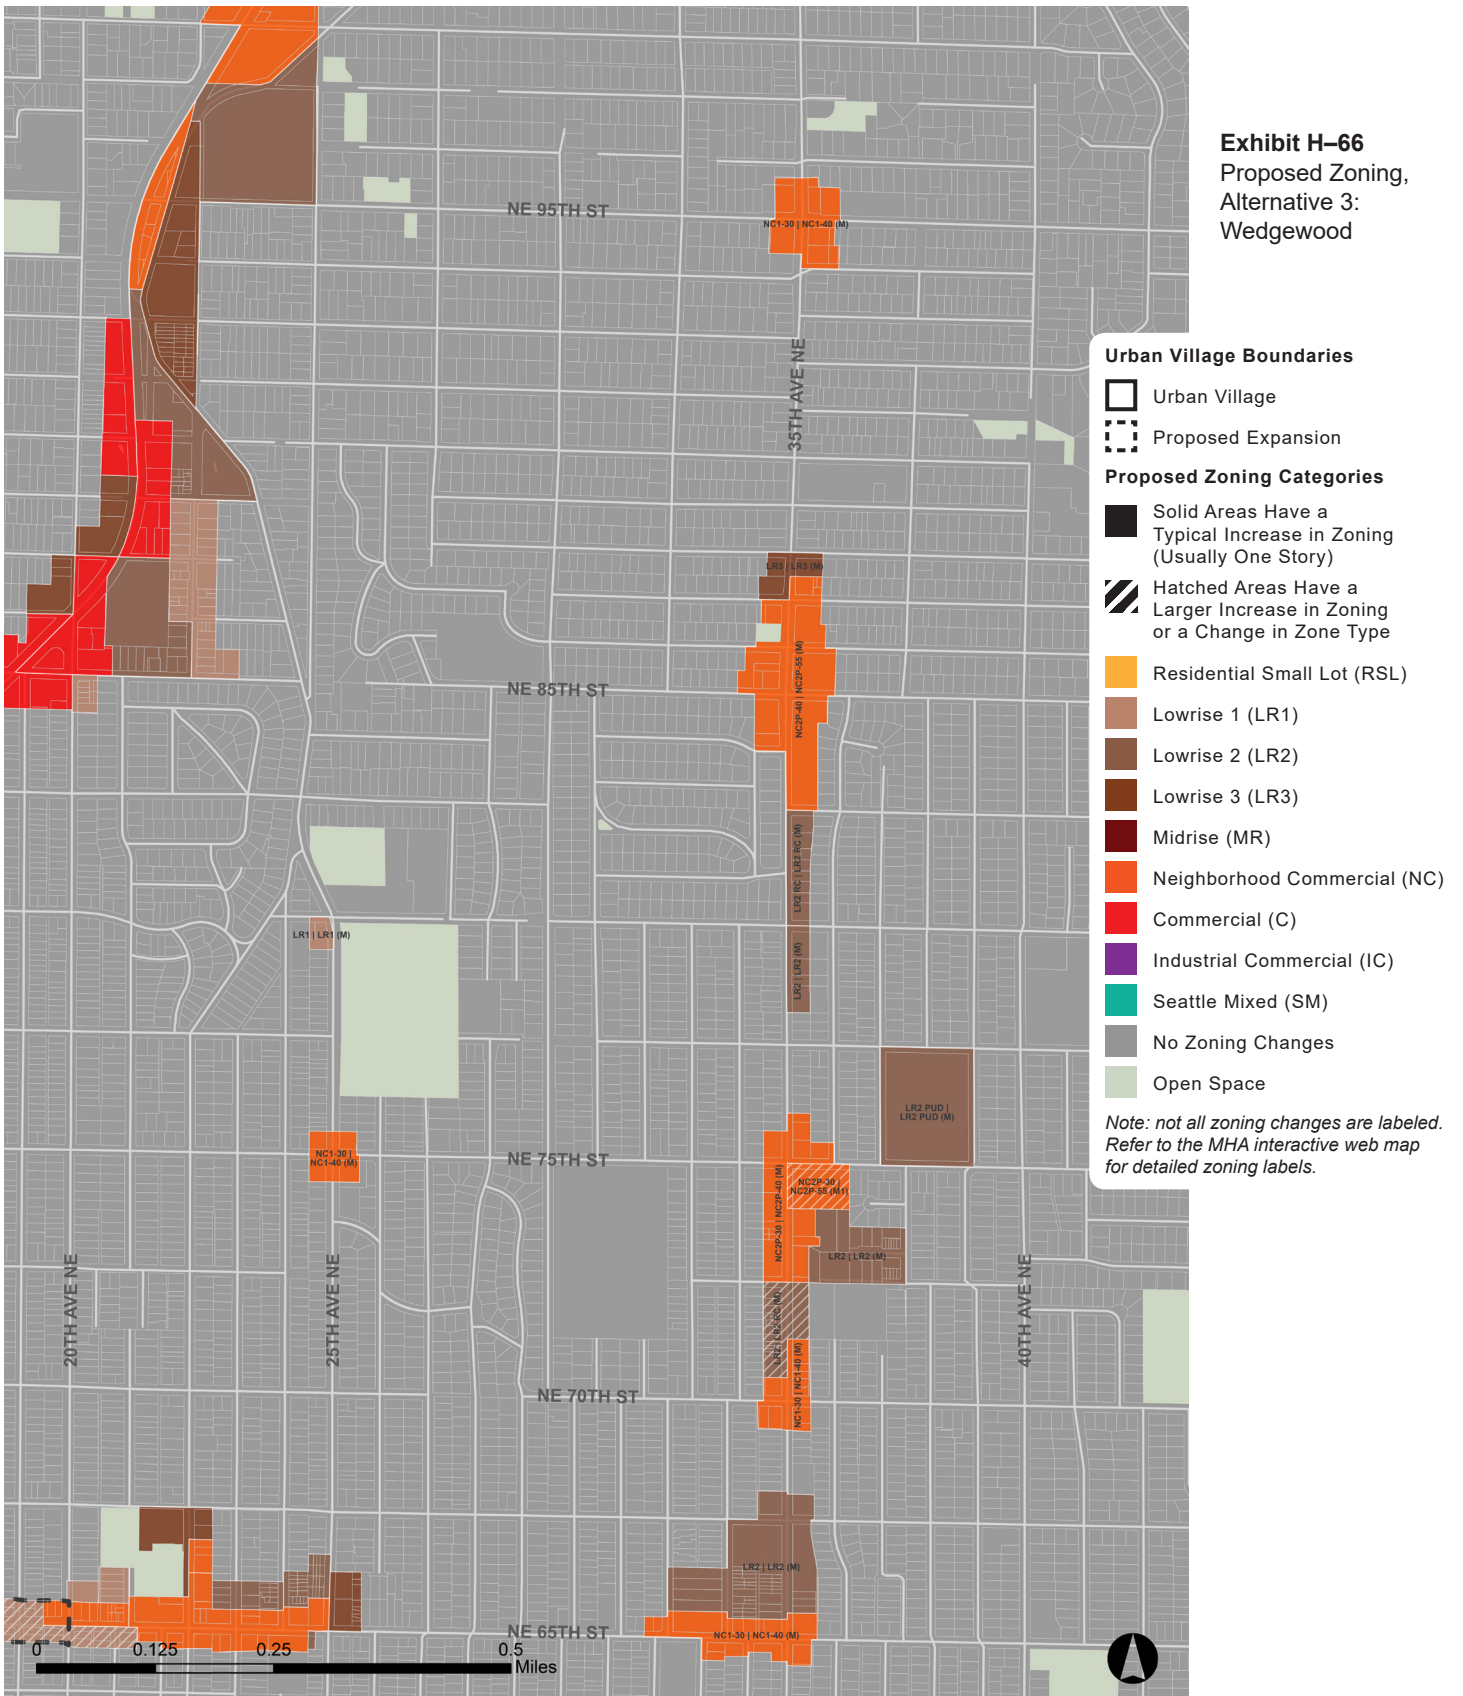 Exhibit H–66
Proposed Zoning,
Alternative 3:
Wedgewood
NE 95TH ST
NC1-30 | NC1-40 (M)
35TH AVE NE
Urban Village Boundaries
Urban Village
Proposed Expansion
Proposed Zoning Categories
Solid Areas Have a
Typical Increase in Zoning
(Usually One Story)
Hatched Areas Have a
Larger Increase in Zoning
or a Change in Zone Type
Residential Small Lot (RSL)
Lowrise 1 (LR1)
Lowrise 2 (LR2)
Lowrise 3 (LR3)
Midrise (MR)
Neighborhood Commercial (NC)
Commercial (C)
Industrial Commercial (IC)
Seattle Mixed (SM)
No Zoning Changes
Open Space
Note: not all zoning changes are labeled.
Refer to the MHA interactive web map
for detailed zoning labels.
LR3 | LR3 (M)
NC2P-40 | NC2P-55 (M)
NE 85TH ST
LR2 RC | LR2 RC (M)
LR1 | LR1 (M)
LR2 | LR2 (M)
LR2 PUD |
LR2 PUD (M)
NC1-30 |
NC1-40 (M)
NE 75TH ST
NC2P-30 | NC2P-40 (M)
NC2P-30 |
NC2P-55 (M1)
LR2 | LR2 (M)
20TH AVE NE
25TH AVE NE
40TH AVE NE
LR2 | LR2 RC (M)
NC1-30 | NC1-40 (M)
NE 70TH ST
LR2 | LR2 (M)
NE 65TH ST
NC1-30 | NC1-40 (M)
0
0.125
0.25
0.5
Miles